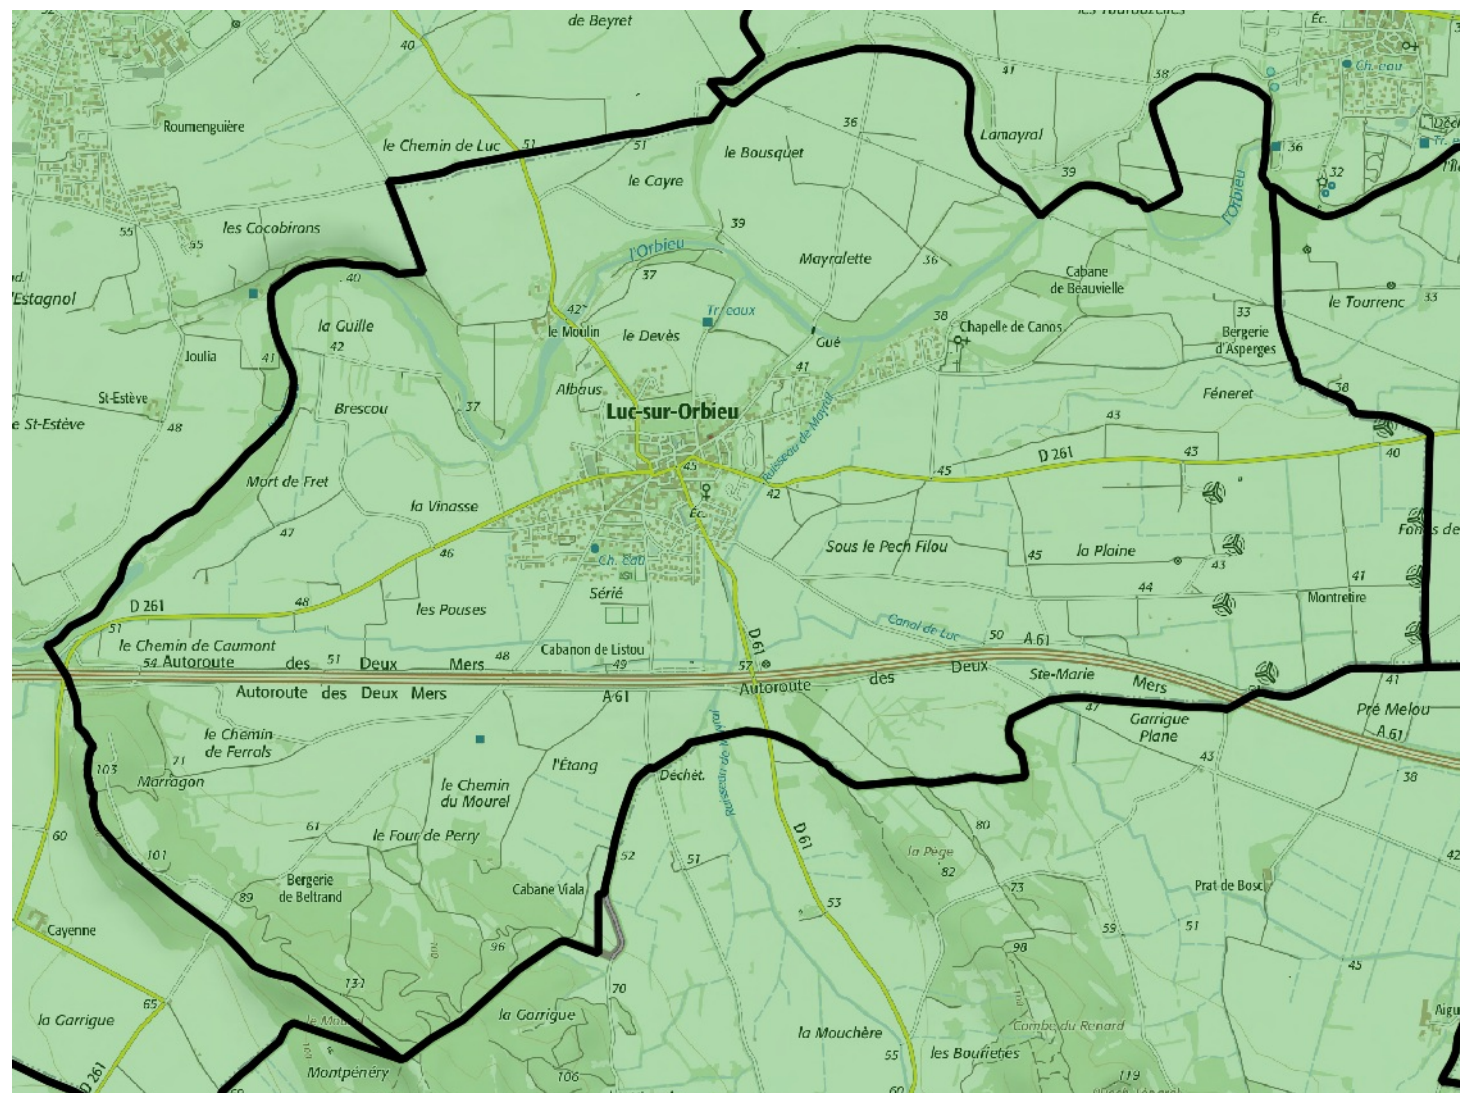 de Beyret
40
Éc.
Ch. eau
41
38
Roumenguière
36
le Chemin de Luc
51
51
le Bousquet
Lamayral
36
32
39
le Cayre
l'Orbieu
les Cocobirans
55
55
39
l'Orbieu
Mayralette
36
37
40
Cabane
de Beauvielle
le Tourrenc
33
'Estagnol
la Guille
42
42
le Moulin
le Devès
38
Chapelle de Canos
33
Bergerie
d'Asperges
Gué
Joulia
41
41
Albaus
St-Estève
38
Féneret
e St-Estève
48
Brescou
37
Luc-sur-Orbieu
43
Ruisseau de Mayral
D 261
43
40
45
45
Mort de Fret
42
la Vinasse
Éc.
47
46
Sous le Pech Filou
45
la Plaine
43
Ch. eau
41
44
Montretire
Sérié
D 261
48
les Pouses
51
Canal de Luc
50
A 61
D 61
le Chemin de Caumont
Cabanon de Listou
54
Autoroute des Deux Mers
51
48
49
57
Autoroute des Deux Mers
Ste-Marie
Autoroute des Deux Mers
A 61
41
47
Garrigue
Plane
Pré Melou
A 61
le Chemin
de Ferrals
Ruisseau de Mayral
71
103
Marragon
l'Étang
Déchèt.
43
38
le Chemin
du Mourel
60
61
le Four de Perry
D 61
80
la Pège
101
52
51
82
42
Bergerie
de Beltrand
Cabane Viala
73
Prat de Bosc
89
53
Cayenne
59
51
96
98
45
131
65
70
la Garrigue
la Garrigue
la Mouchère
Combe du Renard
55
Montpénéry
106
119
D 261
60